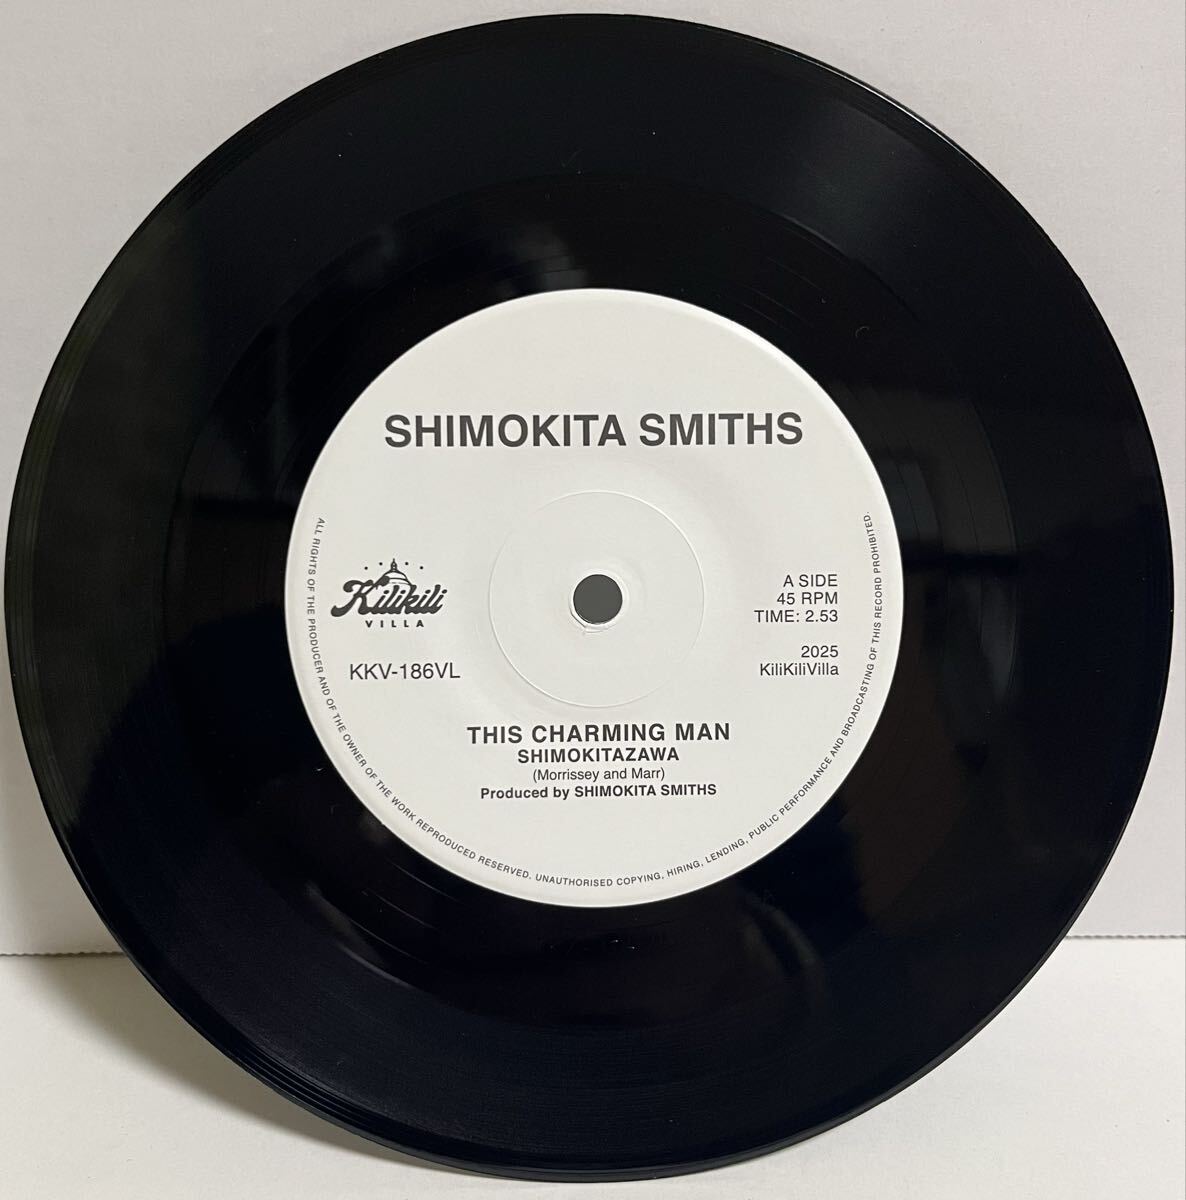 SHIMOKITA SMITHS
Kilikili
VILLA
KKV-186VL
A SIDE
45 RPM
TIME: 2.53
2025
KiliKiliVilla
THIS CHARMING MAN
SHIMOKITAZAWA
(Morrissey and Marr)
Produced by SHIMOKITA SMITHS
ALL RIGHTS OF THE PRODUCER AND OF THE OWNER OF THE WORK REPRODUCED RESERVED. UNAUTHORISED COPYING, HIRING, LENDING, PUBLIC PERFORMANCE AND BROADCASTING OF THIS RECORD PROHIBITED.